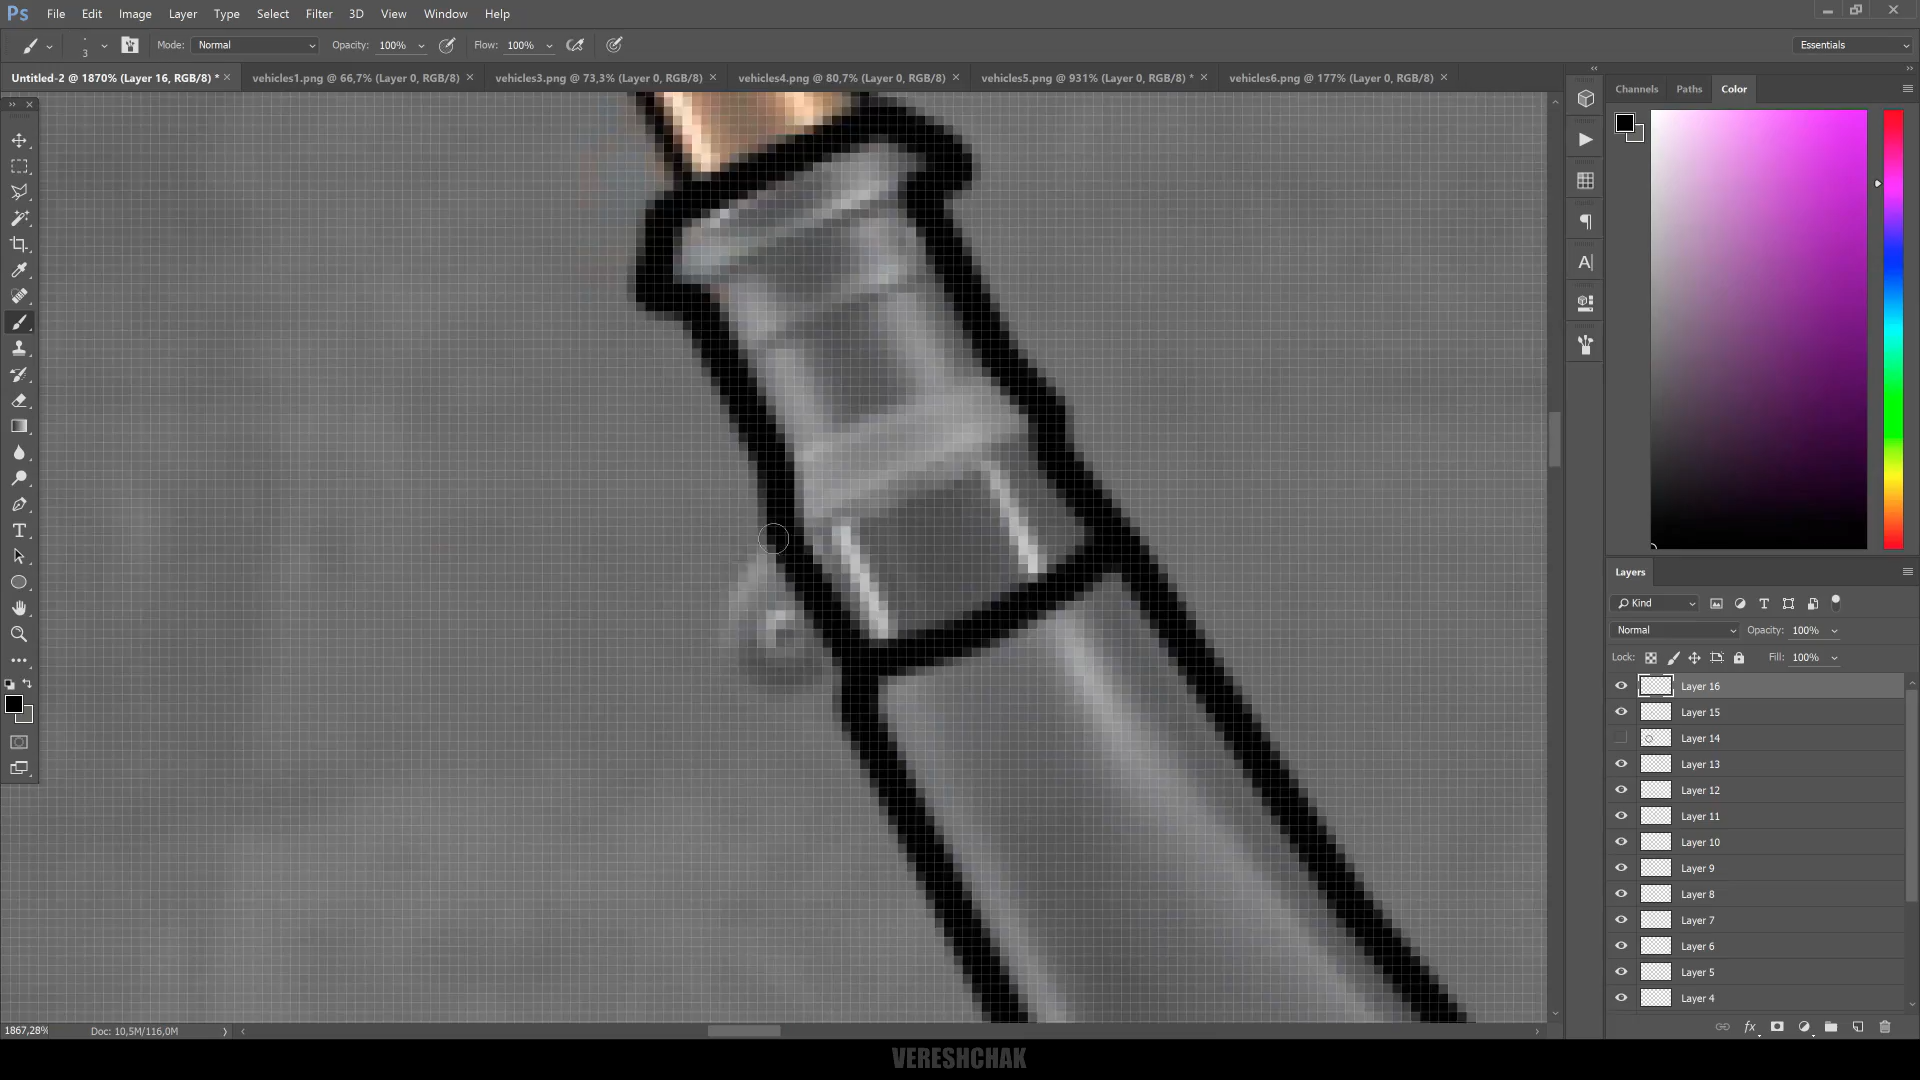 Ps File Edit Image Layer Type Select Filter 3D View Window Help
3 Mode: Normal Opacity: 100% Flow: 100% Essentials
Untitled-2 @ 1870% (Layer 16, RGB/8) * vehicles1.png @ 66,7% (Layer 0, RGB/8) vehicles3.png @ 73,3% (Layer 0, RGB/8) vehicles4.png @ 80,7% (Layer 0, RGB/8) vehicles5.png @ 931% (Layer 0, RGB/8) * vehicles6.png @ 177% (Layer 0, RGB/8)
Channels Paths Color
Layers
Kind
Normal Opacity: 100%
Lock: Fill: 100%
Layer 16
Layer 15
Layer 14
Layer 13
Layer 12
Layer 11
Layer 10
Layer 9
Layer 8
Layer 7
Layer 6
Layer 5
Layer 4
1867,28% Doc: 10,5M/116,0M
VERESHCHAK